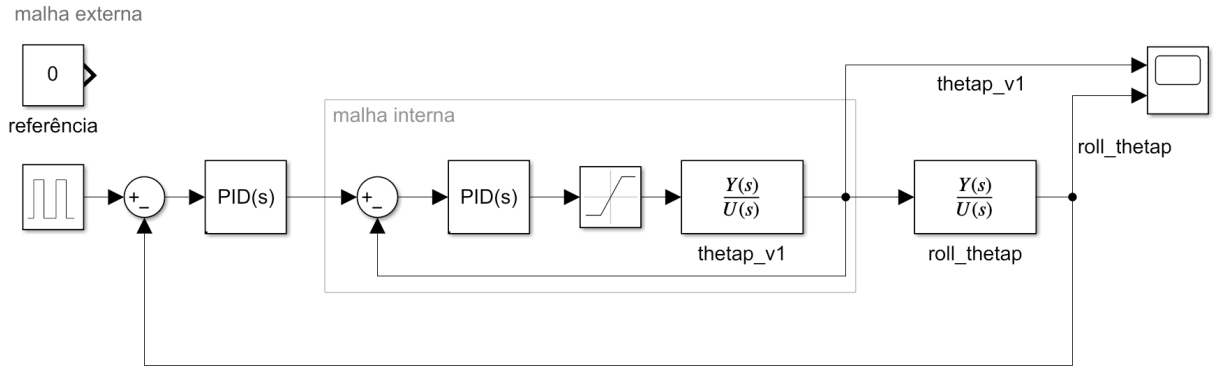 malha externa
0
referência
malha interna
thetap_v1
roll_thetap
+
_
PID(s)
+
_
PID(s)
Y(s)
U(s)
thetap_v1
Y(s)
U(s)
roll_thetap